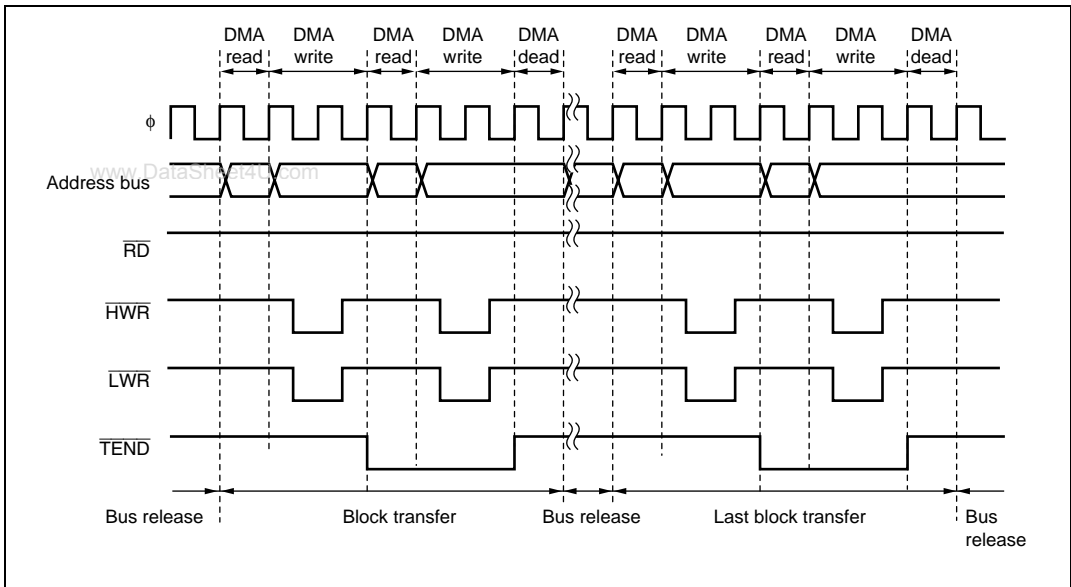 DMA read DMA write DMA read DMA write DMA dead DMA read DMA write DMA read DMA write DMA dead
ϕ
www.DataSheet4U.com
Address bus
RD
HWR
LWR
TEND
Bus release Block transfer Bus release Last block transfer Bus release